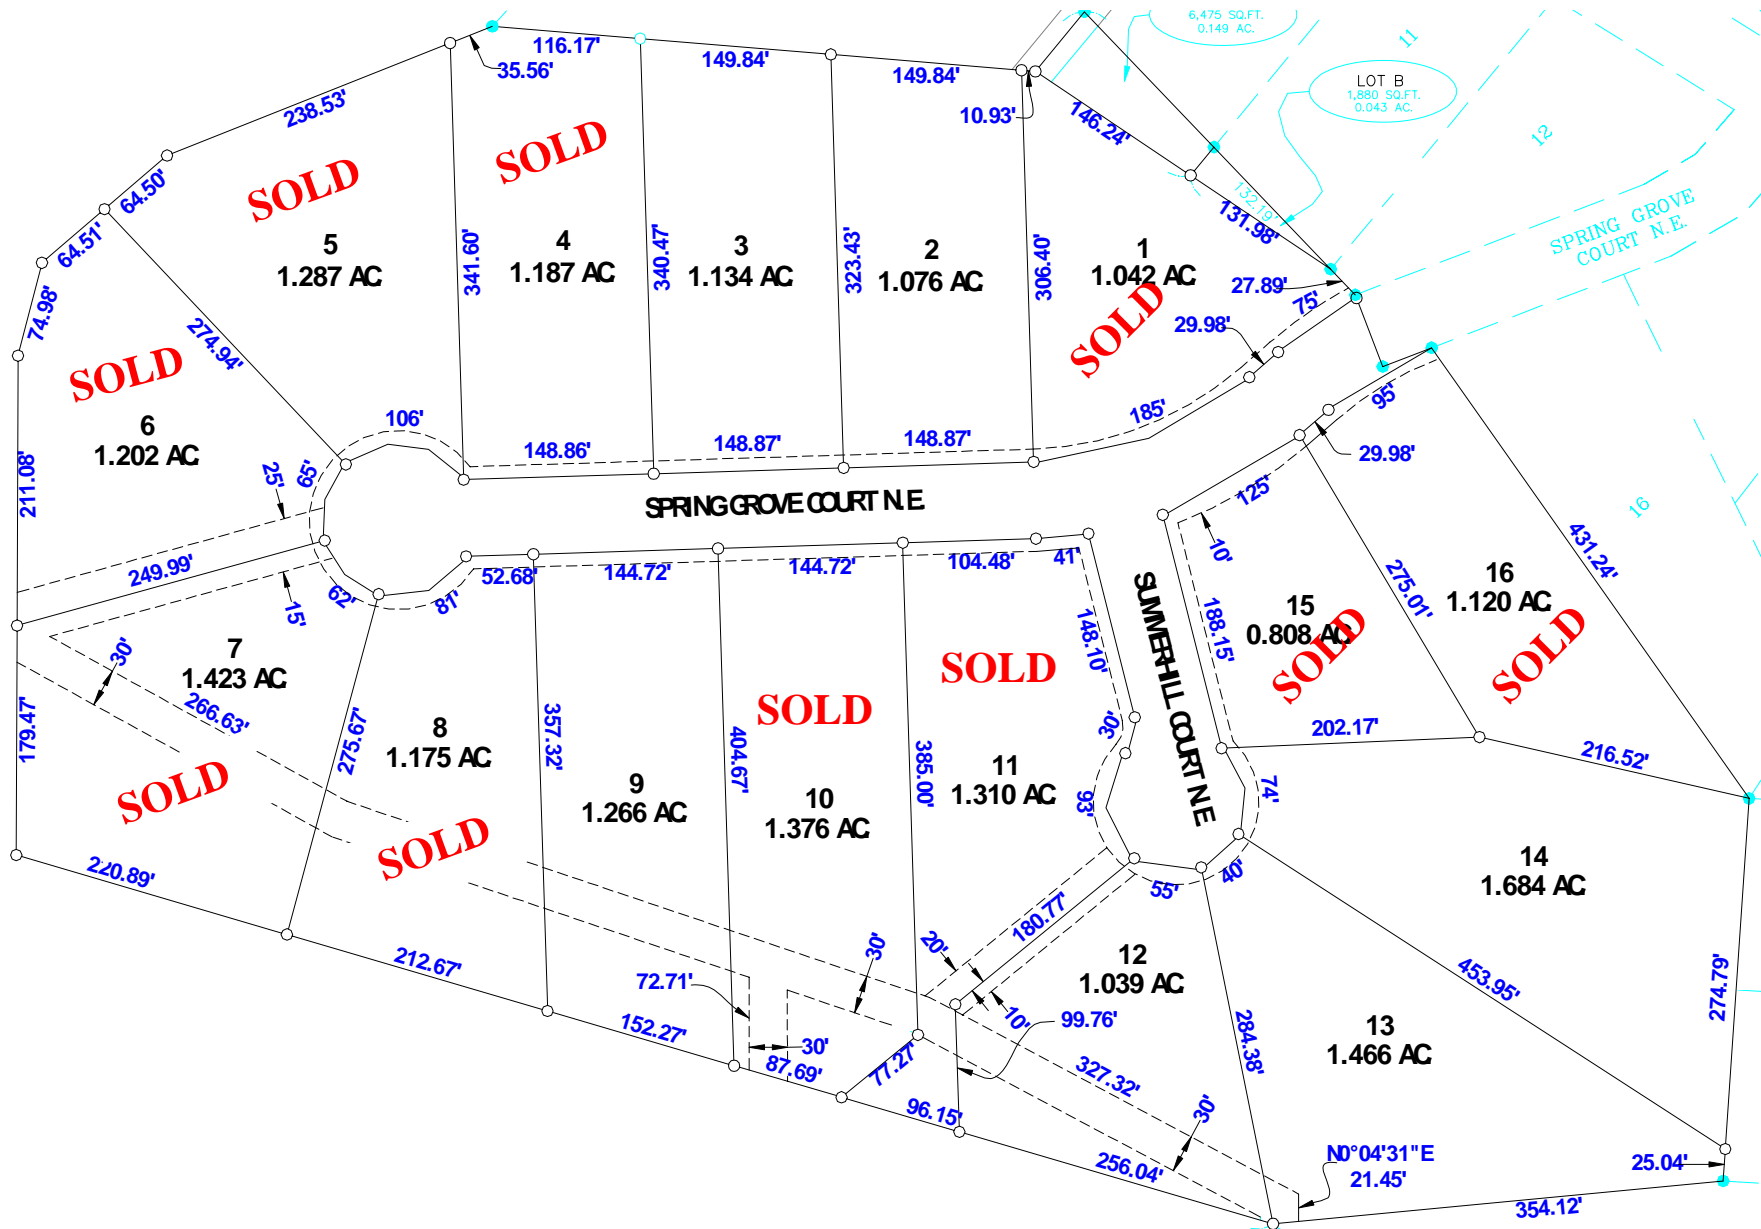 6,475 SQ.FT.
0.149 AC.
11
LOT B
1,880 SQ.FT.
0.043 AC.
12
SPRING GROVE
COURT N.E.
16
132.19'
116.17'
35.56'
149.84'
149.84'
10.93'
146.24'
131.98'
27.89'
75'
29.98'
185'
95'
29.98'
125'
238.53'
64.50'
64.51'
74.98'
211.08'
179.47'
274.94'
341.60'
340.47'
323.43'
306.40'
106'
65'
25'
249.99'
15'
62'
81'
148.86'
148.87'
148.87'
SPRING GROVE COURT N.E.
52.68'
144.72'
144.72'
104.48'
41'
SOLD
5
1.287 AC.
SOLD
4
1.187 AC.
3
1.134 AC.
2
1.076 AC.
1
1.042 AC.
SOLD
SOLD
6
1.202 AC.
30'
7
1.423 AC.
266.63'
SOLD
220.89'
275.67'
8
1.175 AC.
SOLD
212.67'
357.32'
9
1.266 AC.
404.67'
72.71'
152.27'
30'
87.69'
SOLD
10
1.376 AC.
385.00'
30'
77.27'
SOLD
11
1.310 AC.
148.10'
30'
93'
SUMMERHILL COURT N.E.
10'
188.15'
15
0.808 AC.
SOLD
275.01'
16
1.120 AC.
SOLD
431.24'
202.17'
216.52'
74'
40'
55'
180.77'
20'
10'
99.76'
12
1.039 AC.
96.15'
327.32'
30'
256.04'
284.38'
13
1.466 AC.
14
1.684 AC.
453.95'
274.79'
25.04'
N0°04'31"E
21.45'
354.12'